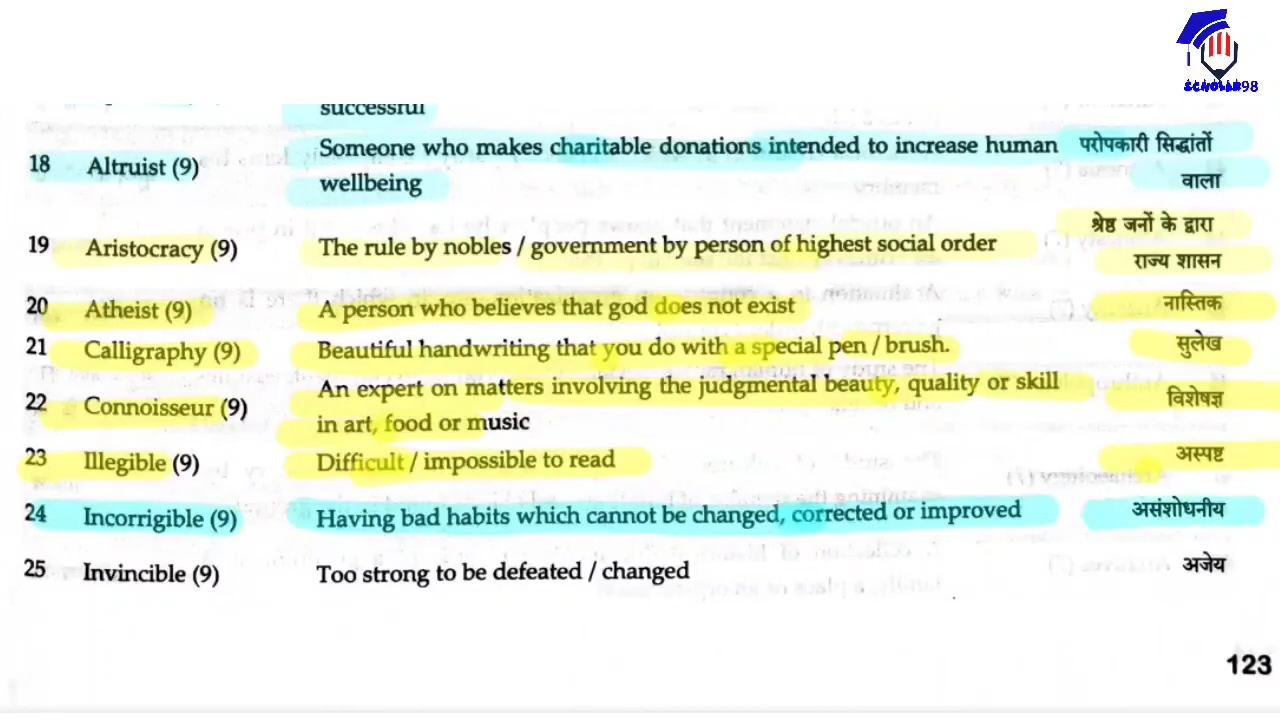 SCHOLAR98
successful
18 Altruist (9) Someone who makes charitable donations intended to increase human wellbeing परोपकारी सिद्धांतों वाला
19 Aristocracy (9) The rule by nobles / government by person of highest social order श्रेष्ठ जनों के द्वारा राज्य शासन
20 Atheist (9) A person who believes that god does not exist नास्तिक
21 Calligraphy (9) Beautiful handwriting that you do with a special pen / brush. सुलेख
22 Connoisseur (9) An expert on matters involving the judgmental beauty, quality or skill in art, food or music विशेषज्ञ
23 Illegible (9) Difficult / impossible to read अस्पष्ट
24 Incorrigible (9) Having bad habits which cannot be changed, corrected or improved असंशोधनीय
25 Invincible (9) Too strong to be defeated / changed अजेय
123